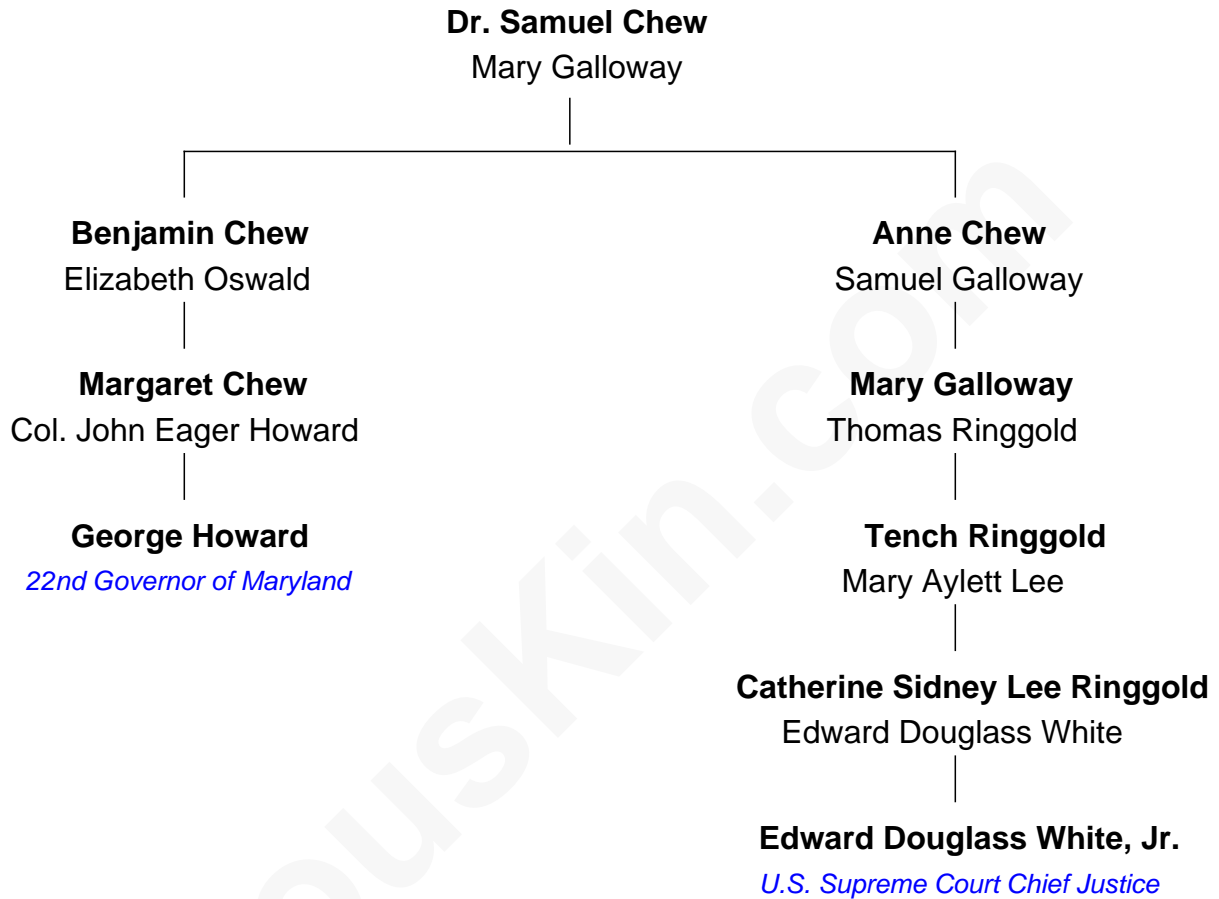 Dr. Samuel Chew
Mary Galloway
Benjamin Chew
Elizabeth Oswald
Anne Chew
Samuel Galloway
Margaret Chew
Col. John Eager Howard
Mary Galloway
Thomas Ringgold
George Howard
22nd Governor of Maryland
Tench Ringgold
Mary Aylett Lee
Catherine Sidney Lee Ringgold
Edward Douglass White
Edward Douglass White, Jr.
U.S. Supreme Court Chief Justice
ousKin.com